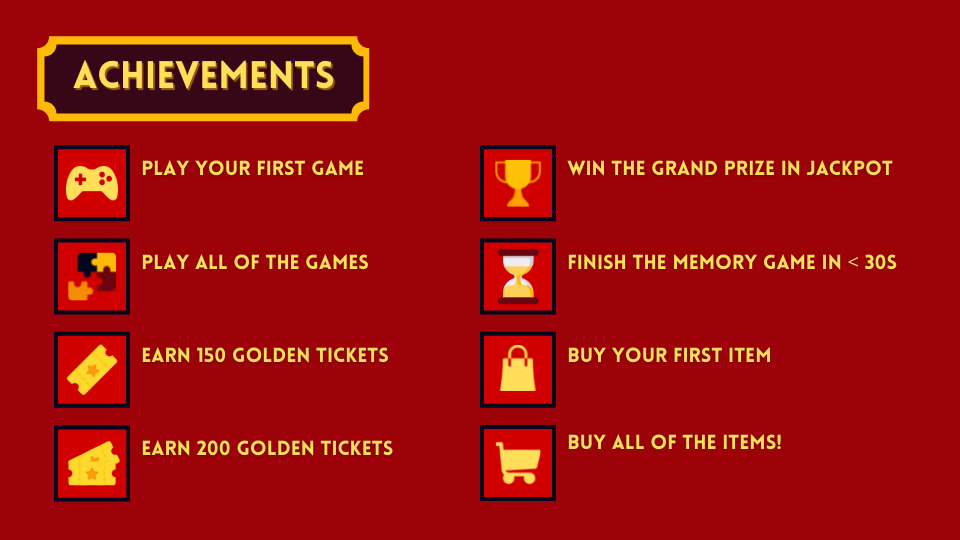 ACHIEVEMENTS
PLAY YOUR FIRST GAME
PLAY ALL OF THE GAMES
EARN 150 GOLDEN TICKETS
EARN 200 GOLDEN TICKETS
WIN THE GRAND PRIZE IN JACKPOT
FINISH THE MEMORY GAME IN < 30S
BUY YOUR FIRST ITEM
BUY ALL OF THE ITEMS!